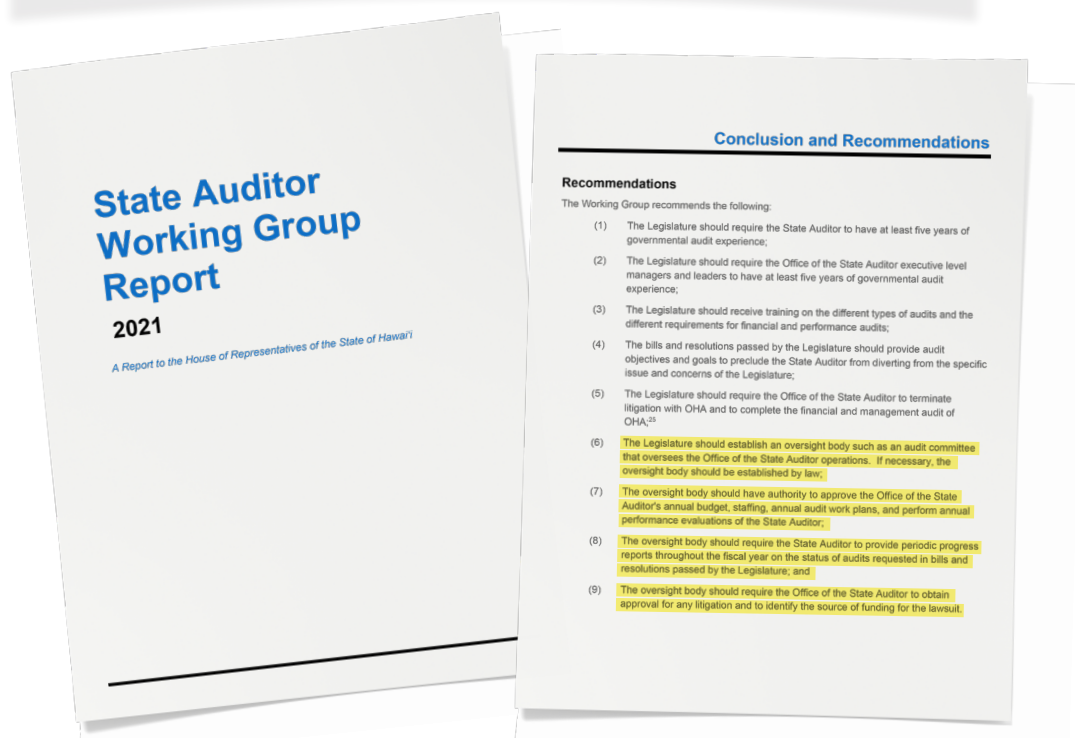 State Auditor
Working Group
Report
2021
A Report to the House of Representatives of the State of Hawai'i
Conclusion and Recommendations
Recommendations
The Working Group recommends the following:
(1) The Legislature should require the State Auditor to have at least five years of
governmental audit experience;
(2) The Legislature should require the Office of the State Auditor executive level
managers and leaders to have at least five years of governmental audit
experience;
(3) The Legislature should receive training on the different types of audits and the
different requirements for financial and performance audits;
(4) The bills and resolutions passed by the Legislature should provide audit
objectives and goals to preclude the State Auditor from diverting from the specific
issue and concerns of the Legislature;
(5) The Legislature should require the Office of the State Auditor to terminate
litigation with OHA and to complete the financial and management audit of
OHA;25
(6) The Legislature should establish an oversight body such as an audit committee
that oversees the Office of the State Auditor operations. If necessary, the
oversight body should be established by law;
(7) The oversight body should have authority to approve the Office of the State
Auditor's annual budget, staffing, annual audit work plans, and perform annual
performance evaluations of the State Auditor;
(8) The oversight body should require the State Auditor to provide periodic progress
reports throughout the fiscal year on the status of audits requested in bills and
resolutions passed by the Legislature; and
(9) The oversight body should require the Office of the State Auditor to obtain
approval for any litigation and to identify the source of funding for the lawsuit.